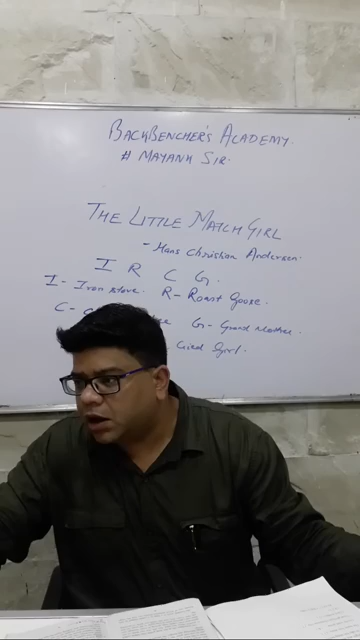 BACKBENCHER'S ACADEMY.
# MAYANK SIR.
THE LITTLE MATCH GIRL
- Hans Christian Andersen.
I R C G.
I - Iron stove. R - Roast Goose.
C - G - Grand Mother.
Girl.